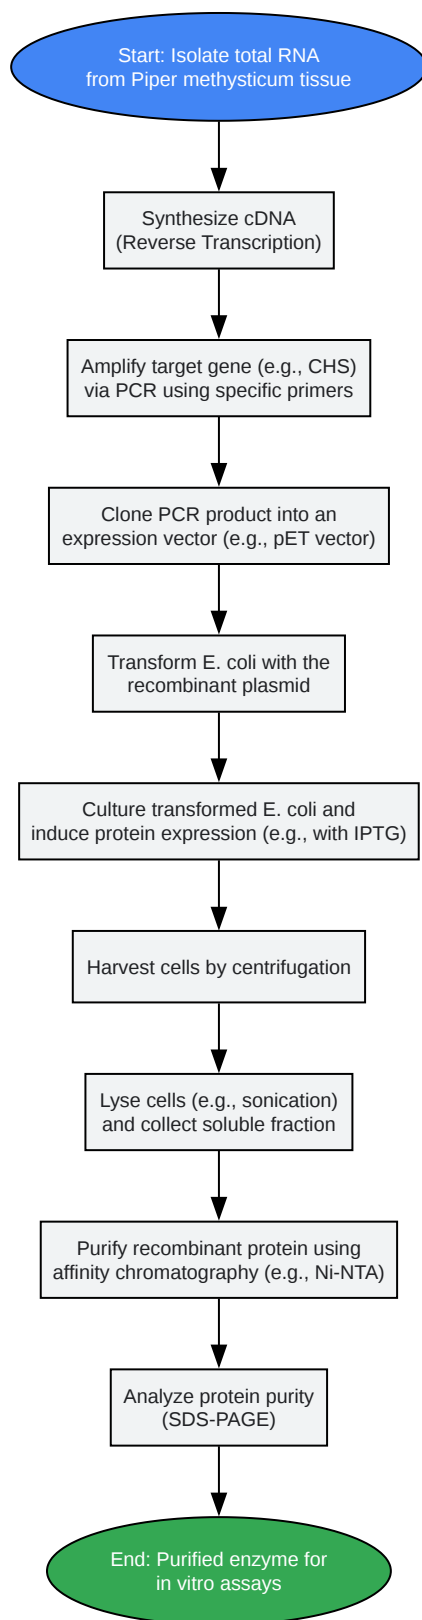 Start: Isolate total RNA
from Piper methysticum tissue
Synthesize cDNA
(Reverse Transcription)
Amplify target gene (e.g., CHS)
via PCR using specific primers
Clone PCR product into an
expression vector (e.g., pET vector)
Transform E. coli with the
recombinant plasmid
Culture transformed E. coli and
induce protein expression (e.g., with IPTG)
Harvest cells by centrifugation
Lyse cells (e.g., sonication)
and collect soluble fraction
Purify recombinant protein using
affinity chromatography (e.g., Ni-NTA)
Analyze protein purity
(SDS-PAGE)
End: Purified enzyme for
in vitro assays